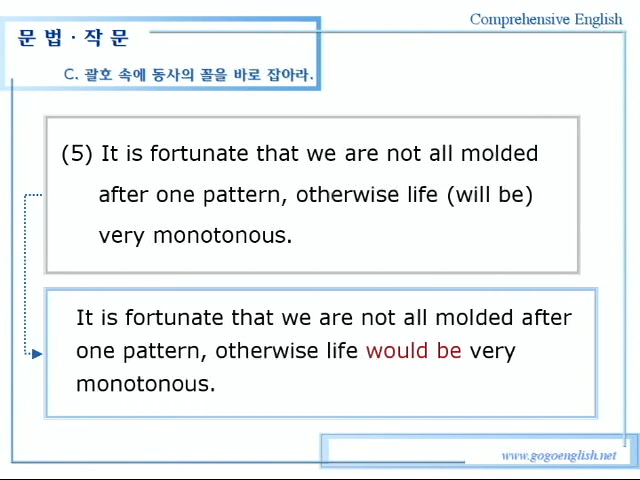 Comprehensive English
문 법 · 작 문
C. 괄호 속에 동사의 꼴을 바로 잡아라.
(5) It is fortunate that we are not all molded
after one pattern, otherwise life (will be)
very monotonous.
It is fortunate that we are not all molded after
one pattern, otherwise life would be very
monotonous.
www.gogoenglish.net